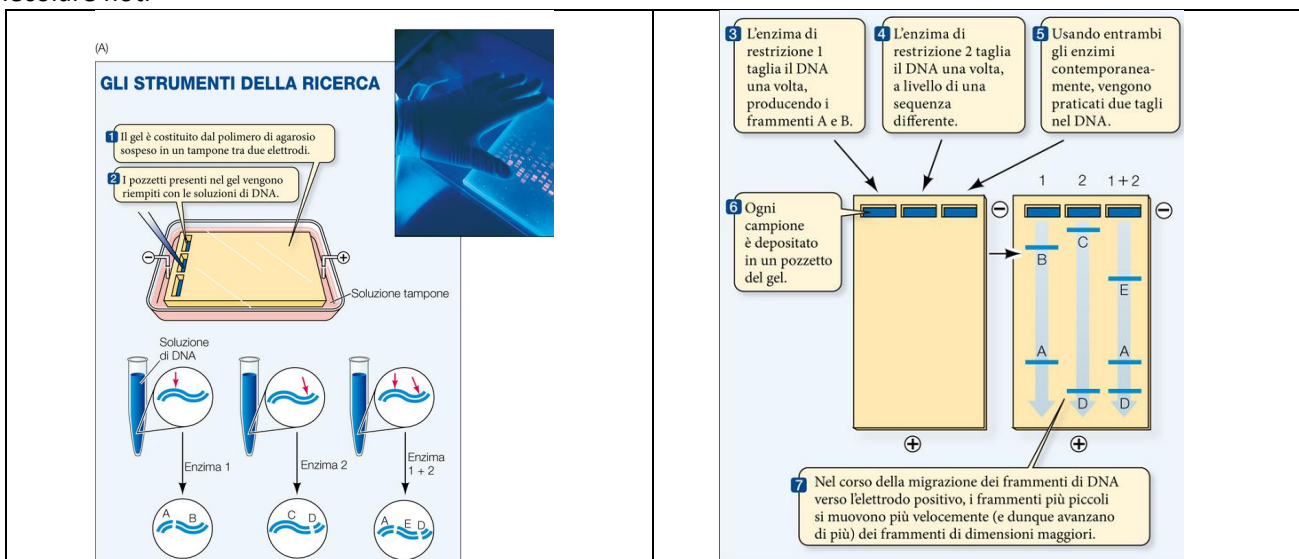 (A)
GLI STRUMENTI DELLA RICERCA
1 Il gel è costituito dal polimero di agarosio
sospeso in un tampone tra due elettrodi.
2 I pozzetti presenti nel gel vengono
riempiti con le soluzioni di DNA.
−
+
Soluzione tampone
Soluzione
di DNA
Enzima 1
Enzima 2
Enzima
1 + 2
A B
C D
A E D
3 L'enzima di
restrizione 1
taglia il DNA
una volta,
producendo i
frammenti A e B.
4 L'enzima di
restrizione 2 taglia
il DNA una volta,
a livello di una
sequenza
differente.
5 Usando entrambi
gli enzimi
contemporanea-
mente, vengono
praticati due tagli
nel DNA.
6 Ogni
campione
è depositato
in un pozzetto
del gel.
−
+
1 2 1+2
−
C
B
E
A A
D D
+
7 Nel corso della migrazione dei frammenti di DNA
verso l'elettrodo positivo, i frammenti più piccoli
si muovono più velocemente (e dunque avanzano
di più) dei frammenti di dimensioni maggiori.